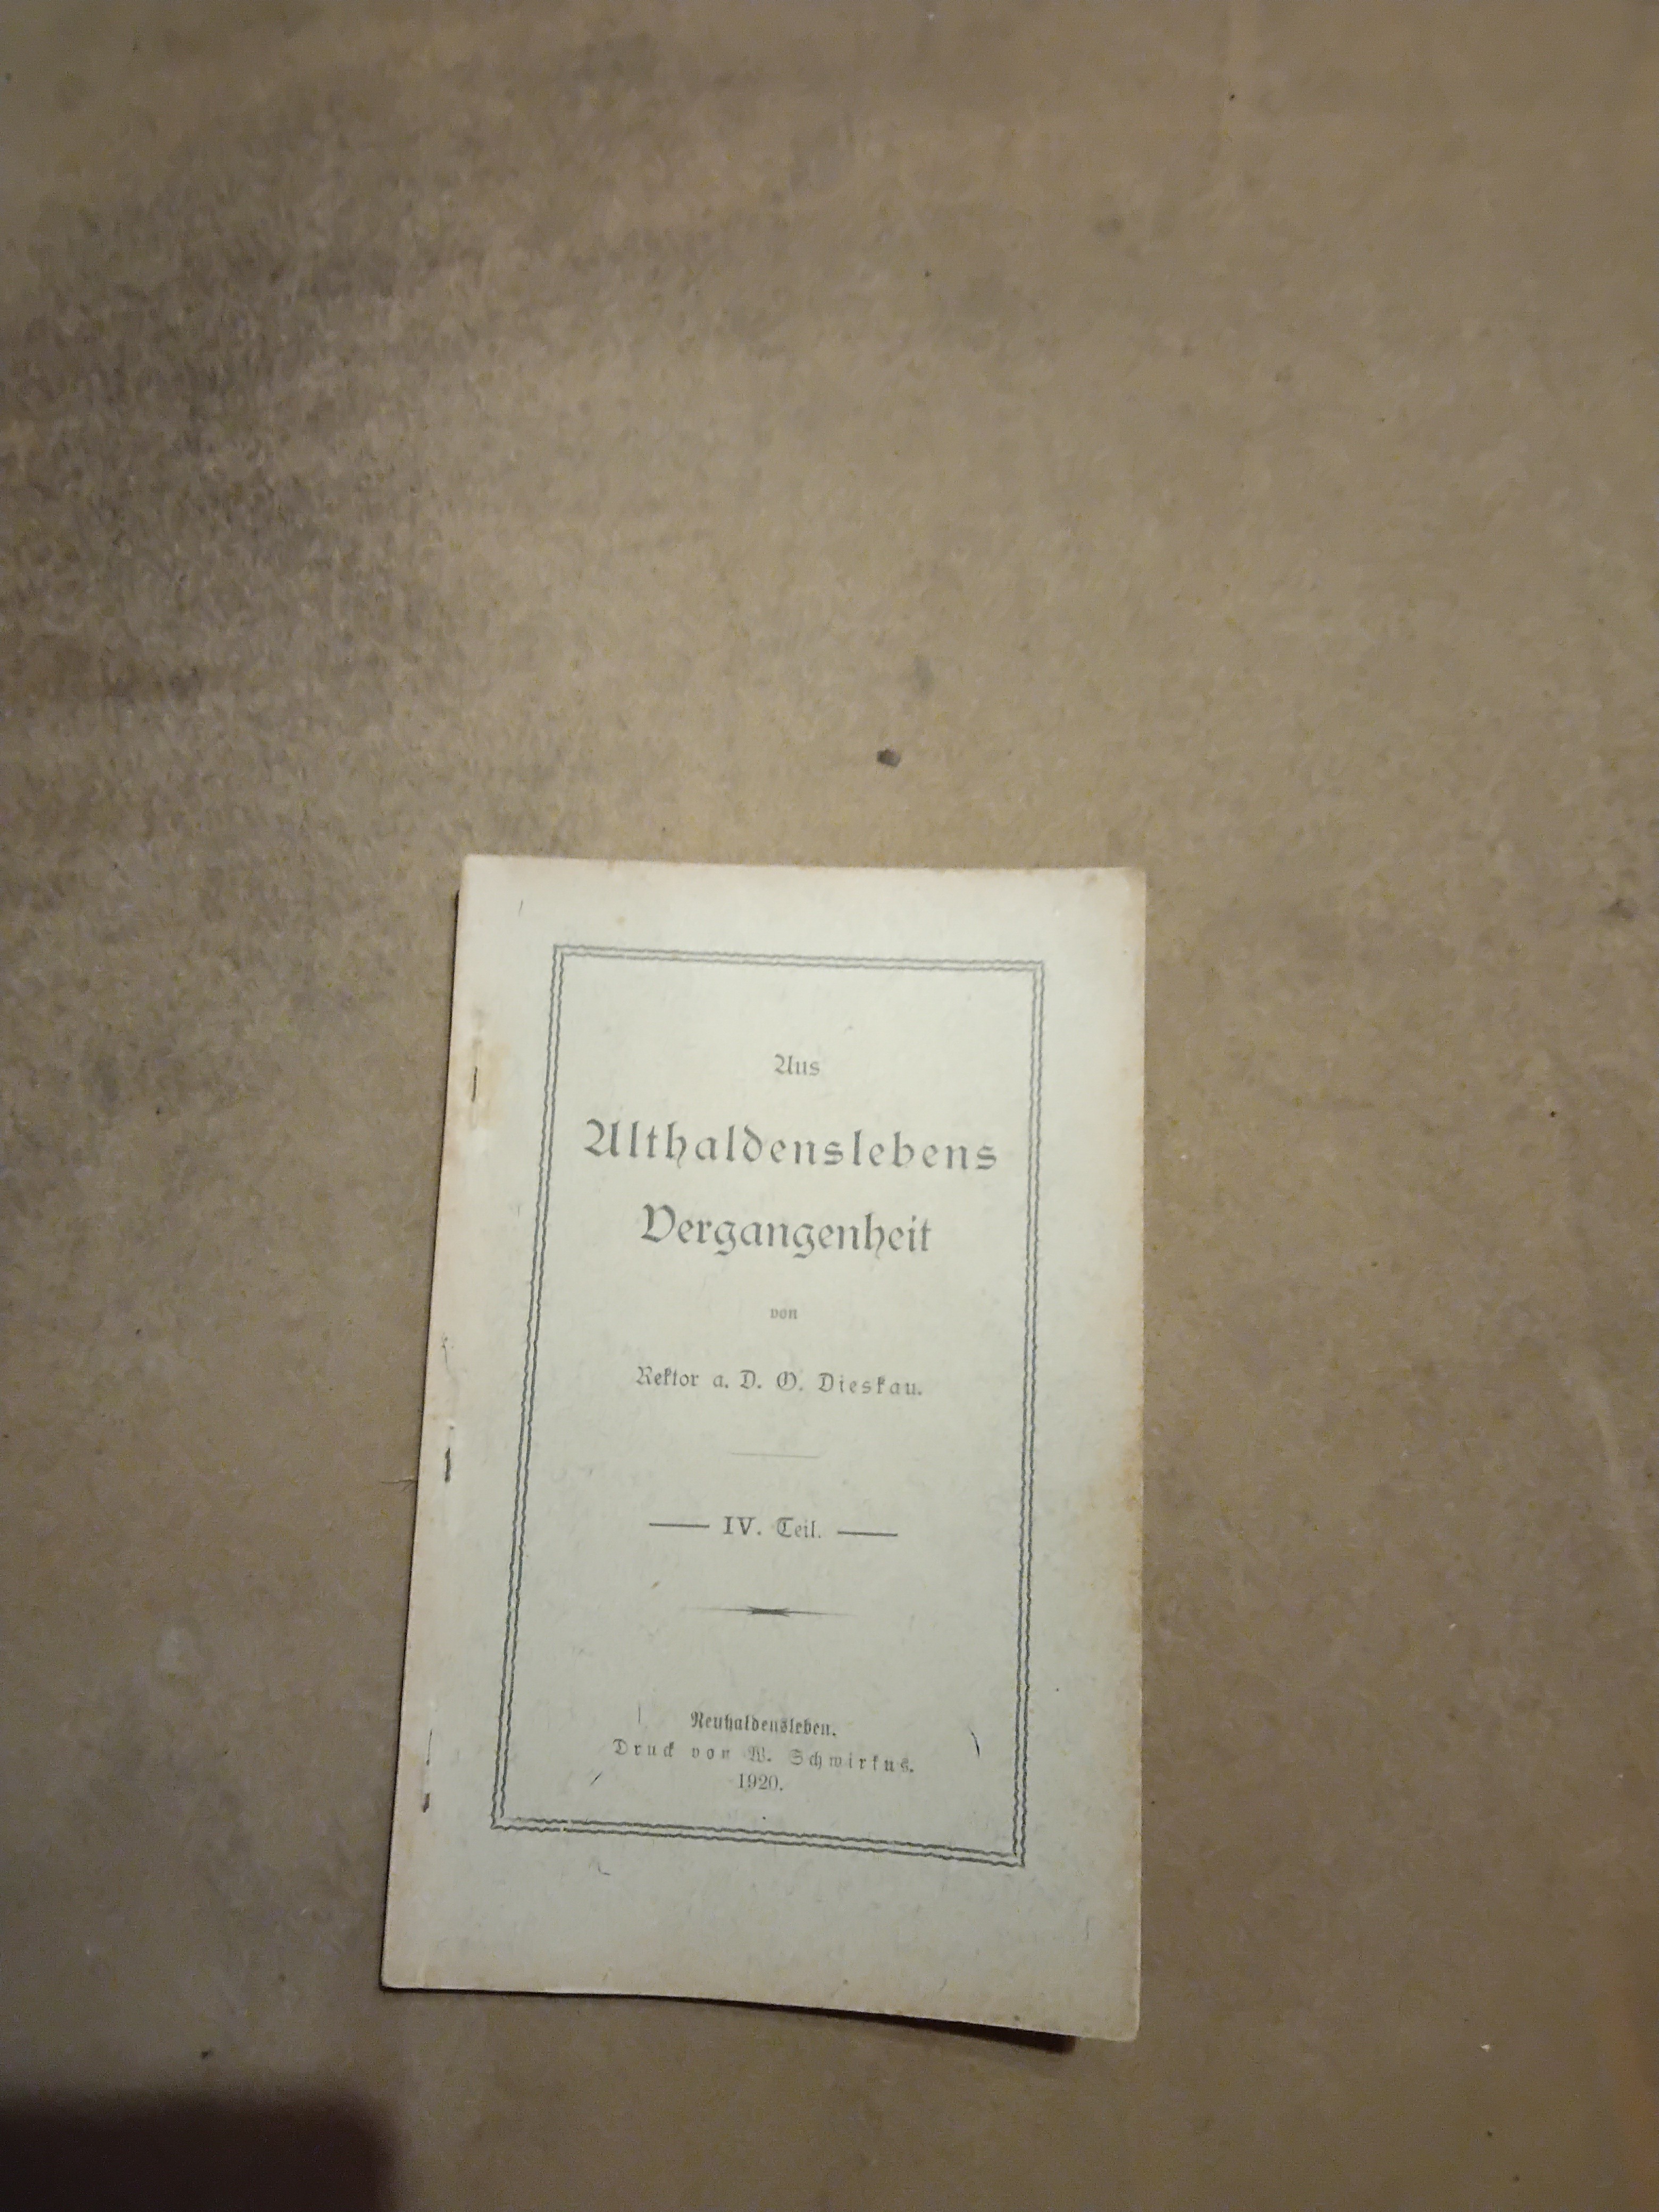 Aus
Althaldenslebens
Vergangenheit
von
Rektor a. D. O. Dieskau.
IV. Teil.
Neuhaldensleben.
Druck von W. Schwirkus.
1920.